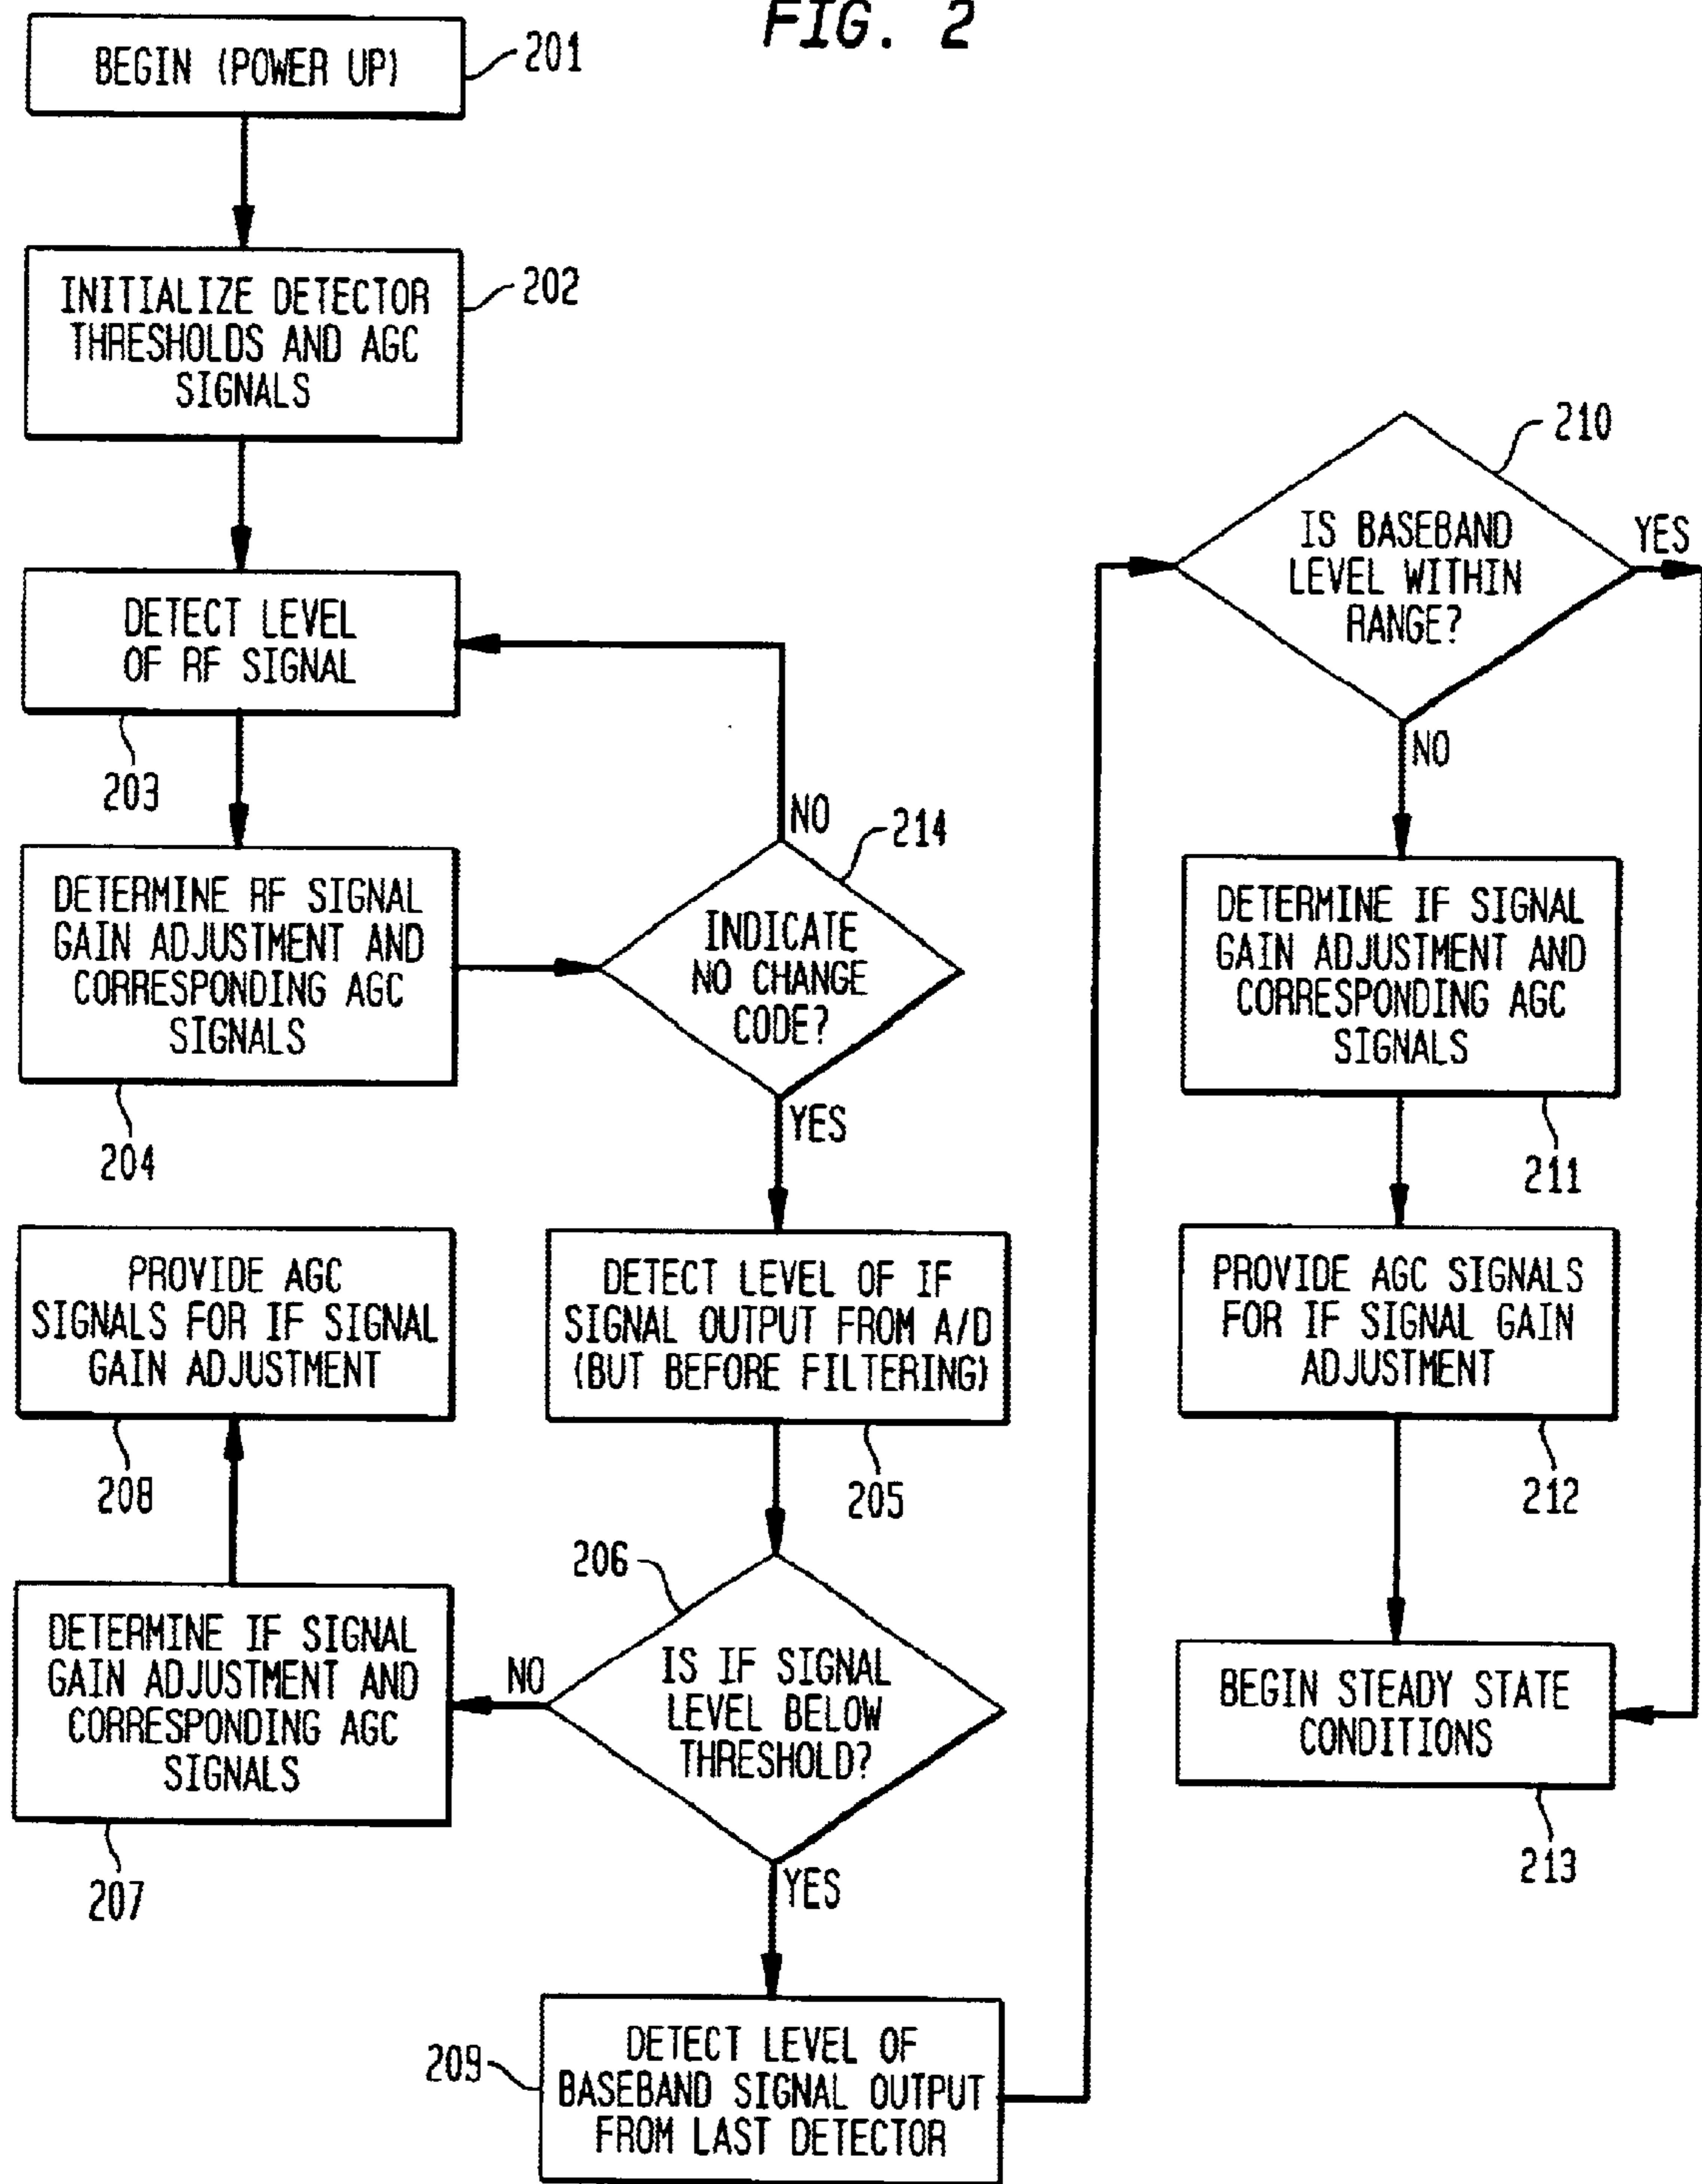 FIG. 2
BEGIN (POWER UP)
201
INITIALIZE DETECTOR
THRESHOLDS AND AGC
SIGNALS
202
DETECT LEVEL
OF RF SIGNAL
203
DETERMINE RF SIGNAL
GAIN ADJUSTMENT AND
CORRESPONDING AGC
SIGNALS
204
NO
214
INDICATE
NO CHANGE
CODE?
YES
DETECT LEVEL OF IF
SIGNAL OUTPUT FROM A/D
(BUT BEFORE FILTERING)
205
206
IS IF SIGNAL
LEVEL BELOW
THRESHOLD?
NO
DETERMINE IF SIGNAL
GAIN ADJUSTMENT AND
CORRESPONDING AGC
SIGNALS
207
PROVIDE AGC
SIGNALS FOR IF SIGNAL
GAIN ADJUSTMENT
208
YES
209
DETECT LEVEL OF
BASEBAND SIGNAL OUTPUT
FROM LAST DETECTOR
210
IS BASEBAND
LEVEL WITHIN
RANGE?
YES
NO
DETERMINE IF SIGNAL
GAIN ADJUSTMENT AND
CORRESPONDING AGC
SIGNALS
211
PROVIDE AGC SIGNALS
FOR IF SIGNAL GAIN
ADJUSTMENT
212
BEGIN STEADY STATE
CONDITIONS
213